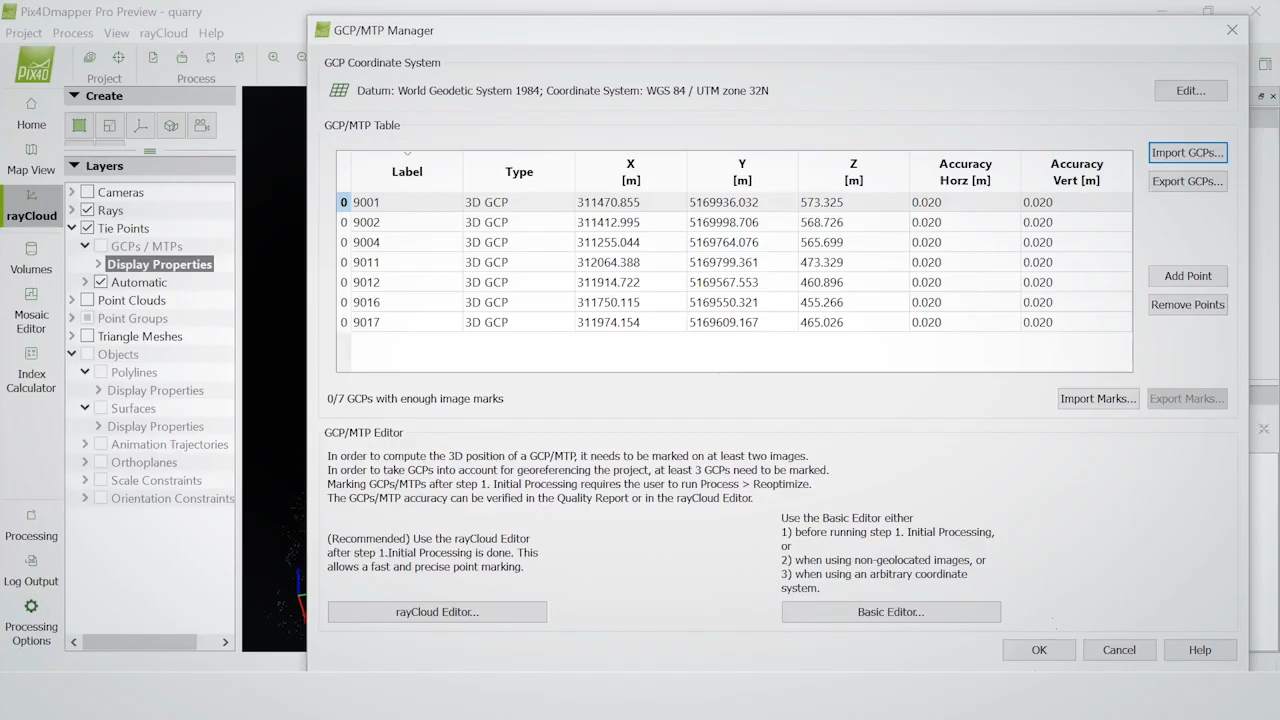 Pix4Dmapper Pro Preview - quarry
Project Process View rayCloud Help
PIX4D
Project Process
Create
Home
Map View
Layers
rayCloud
Cameras
Rays
Tie Points
GCPs / MTPs
Display Properties
Automatic
Point Clouds
Point Groups
Triangle Meshes
Objects
Polylines
Display Properties
Surfaces
Display Properties
Animation Trajectories
Orthoplanes
Scale Constraints
Orientation Constraints
Volumes
Mosaic
Editor
Index
Calculator
Processing
Log Output
Processing
Options
GCP/MTP Manager
GCP Coordinate System
Datum: World Geodetic System 1984; Coordinate System: WGS 84 / UTM zone 32N
Edit...
GCP/MTP Table
Label Type X [m] Y [m] Z [m] Accuracy Horz [m] Accuracy Vert [m]
0 9001 3D GCP 311470.855 5169936.032 573.325 0.020 0.020
0 9002 3D GCP 311412.995 5169998.706 568.726 0.020 0.020
0 9004 3D GCP 311255.044 5169764.076 565.699 0.020 0.020
0 9011 3D GCP 312064.388 5169799.361 473.329 0.020 0.020
0 9012 3D GCP 311914.722 5169567.553 460.896 0.020 0.020
0 9016 3D GCP 311750.115 5169550.321 455.266 0.020 0.020
0 9017 3D GCP 311974.154 5169609.167 465.026 0.020 0.020
Import GCPs...
Export GCPs...
Add Point
Remove Points
0/7 GCPs with enough image marks
Import Marks... Export Marks...
GCP/MTP Editor
In order to compute the 3D position of a GCP/MTP, it needs to be marked on at least two images.
In order to take GCPs into account for georeferencing the project, at least 3 GCPs need to be marked.
Marking GCPs/MTPs after step 1. Initial Processing requires the user to run Process > Reoptimize.
The GCPs/MTP accuracy can be verified in the Quality Report or in the rayCloud Editor.
(Recommended) Use the rayCloud Editor
after step 1.Initial Processing is done. This
allows a fast and precise point marking.
rayCloud Editor...
Use the Basic Editor either
1) before running step 1. Initial Processing,
or
2) when using non-geolocated images, or
3) when using an arbitrary coordinate
system.
Basic Editor...
OK Cancel Help